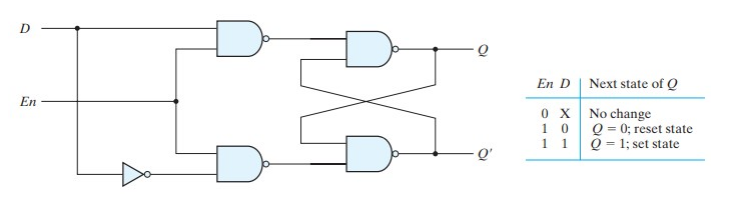 D
Q
En
Q'
En D Next state of Q
0 X No change
1 0 Q = 0; reset state
1 1 Q = 1; set state